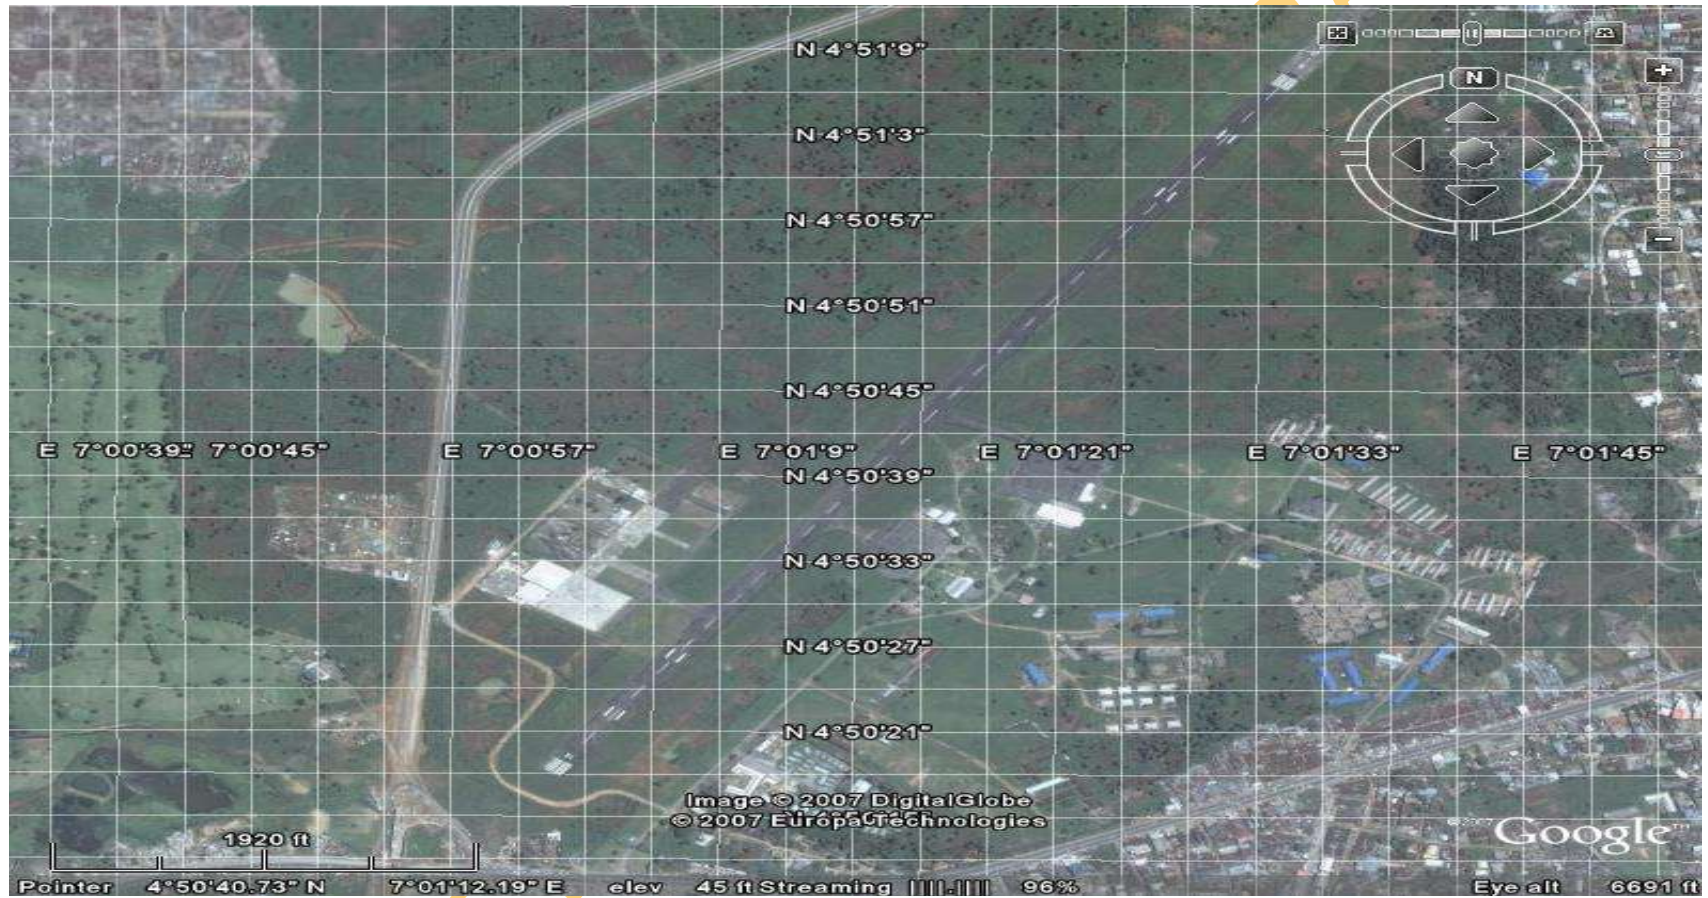 N 4°51'9"
N
N 4°51'3"
N 4°50'57"
N 4°50'51"
N 4°50'45"
E 7°00'39" 7°00'45" E 7°00'57" E 7°01'9" E 7°01'21" E 7°01'33" E 7°01'45"
N 4°50'39"
N 4°50'33"
N 4°50'27"
N 4°50'21"
Image © 2007 DigitalGlobe
© 2007 Europa Technologies
Google™
1920 ft
Pointer 4°50'40.73" N 7°01'12.19" E elev 45 ft Streaming 96% Eye alt 6691 ft